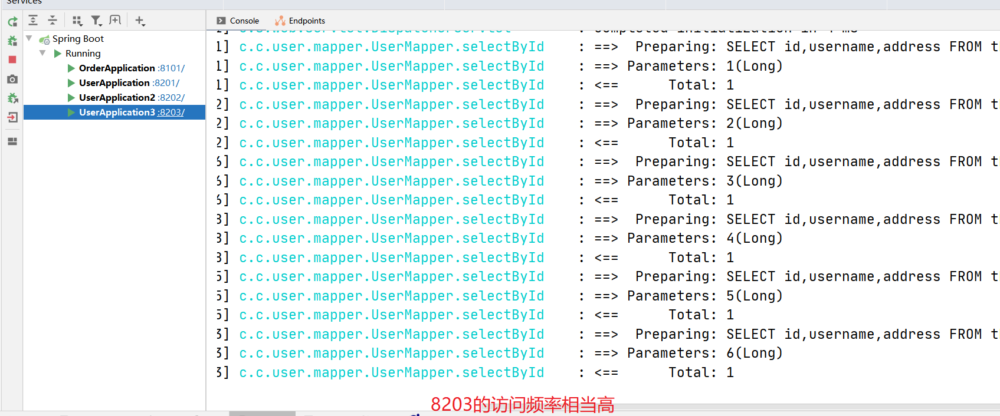 Services
Console
Endpoints
Spring Boot
Running
OrderApplication :8101/
UserApplication :8201/
UserApplication2 :8202/
UserApplication3 :8203/
1] c.c.user.mapper.UserMapper.selectById : ==>  Preparing: SELECT id,username,address FROM t
1] c.c.user.mapper.UserMapper.selectById : ==> Parameters: 1(Long)
1] c.c.user.mapper.UserMapper.selectById : <==      Total: 1
2] c.c.user.mapper.UserMapper.selectById : ==>  Preparing: SELECT id,username,address FROM t
2] c.c.user.mapper.UserMapper.selectById : ==> Parameters: 2(Long)
2] c.c.user.mapper.UserMapper.selectById : <==      Total: 1
6] c.c.user.mapper.UserMapper.selectById : ==>  Preparing: SELECT id,username,address FROM t
6] c.c.user.mapper.UserMapper.selectById : ==> Parameters: 3(Long)
6] c.c.user.mapper.UserMapper.selectById : <==      Total: 1
3] c.c.user.mapper.UserMapper.selectById : ==>  Preparing: SELECT id,username,address FROM t
3] c.c.user.mapper.UserMapper.selectById : ==> Parameters: 4(Long)
3] c.c.user.mapper.UserMapper.selectById : <==      Total: 1
5] c.c.user.mapper.UserMapper.selectById : ==>  Preparing: SELECT id,username,address FROM t
5] c.c.user.mapper.UserMapper.selectById : ==> Parameters: 5(Long)
5] c.c.user.mapper.UserMapper.selectById : <==      Total: 1
3] c.c.user.mapper.UserMapper.selectById : ==>  Preparing: SELECT id,username,address FROM t
3] c.c.user.mapper.UserMapper.selectById : ==> Parameters: 6(Long)
3] c.c.user.mapper.UserMapper.selectById : <==      Total: 1
8203的访问频率相当高